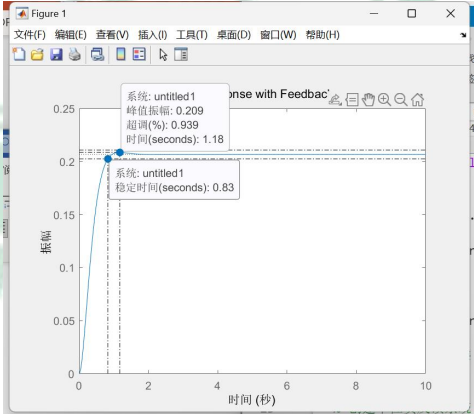 Figure 1
文件(F) 编辑(E) 查看(V) 插入(I) 工具(T) 桌面(D) 窗口(W) 帮助(H)
onse with Feedbac
系统: untitled1
峰值振幅: 0.209
超调(%): 0.939
时间(seconds): 1.18
系统: untitled1
稳定时间(seconds): 0.83
0.25
0.2
0.15
0.1
0.05
0
振幅
0 2 4 6 8 10
时间 (秒)